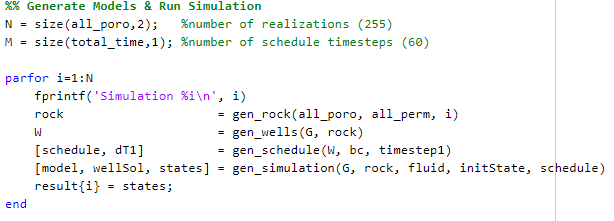 %% Generate Models & Run Simulation
N = size(all_poro,2);   %number of realizations (255)
M = size(total_time,1); %number of schedule timesteps (60)
parfor i=1:N
    fprintf('Simulation %i\n', i)
    rock                     = gen_rock(all_poro, all_perm, i)
    W                        = gen_wells(G, rock)
    [schedule, dT1]          = gen_schedule(W, bc, timestep1)
    [model, wellSol, states] = gen_simulation(G, rock, fluid, initState, schedule)
    result{i} = states;
end